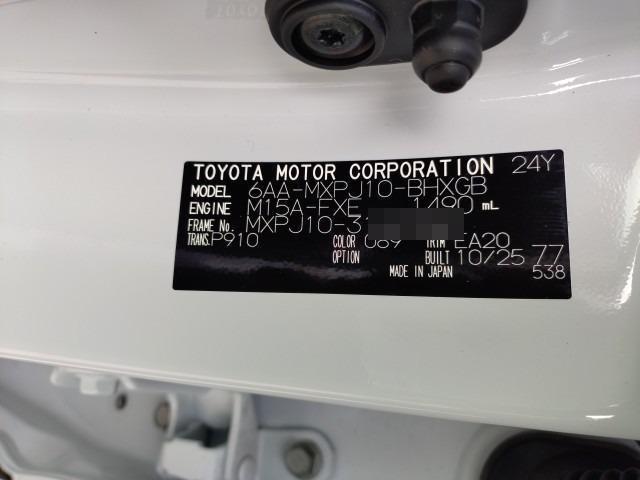 TOYOTA MOTOR CORPORATION 24Y
MODEL 6AA-MXPJ10-BHXGB
ENGINE M15A-FXE 1490 mL
FRAME No. MXPJ10-31
TRANS. P910 COLOR 089 TRIM EA20
OPTION BUILT 10/25 77
MADE IN JAPAN 538